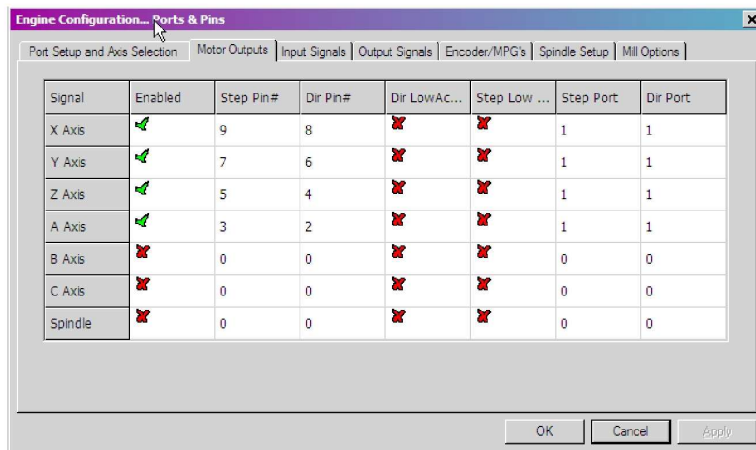 Engine Configuration... Ports & Pins
Port Setup and Axis Selection Motor Outputs Input Signals Output Signals Encoder/MPG's Spindle Setup Mill Options
Signal Enabled Step Pin# Dir Pin# Dir LowAc... Step Low ... Step Port Dir Port
X Axis 9 8 1 1
Y Axis 7 6 1 1
Z Axis 5 4 1 1
A Axis 3 2 1 1
B Axis 0 0 0 0
C Axis 0 0 0 0
Spindle 0 0 0 0
OK Cancel Apply